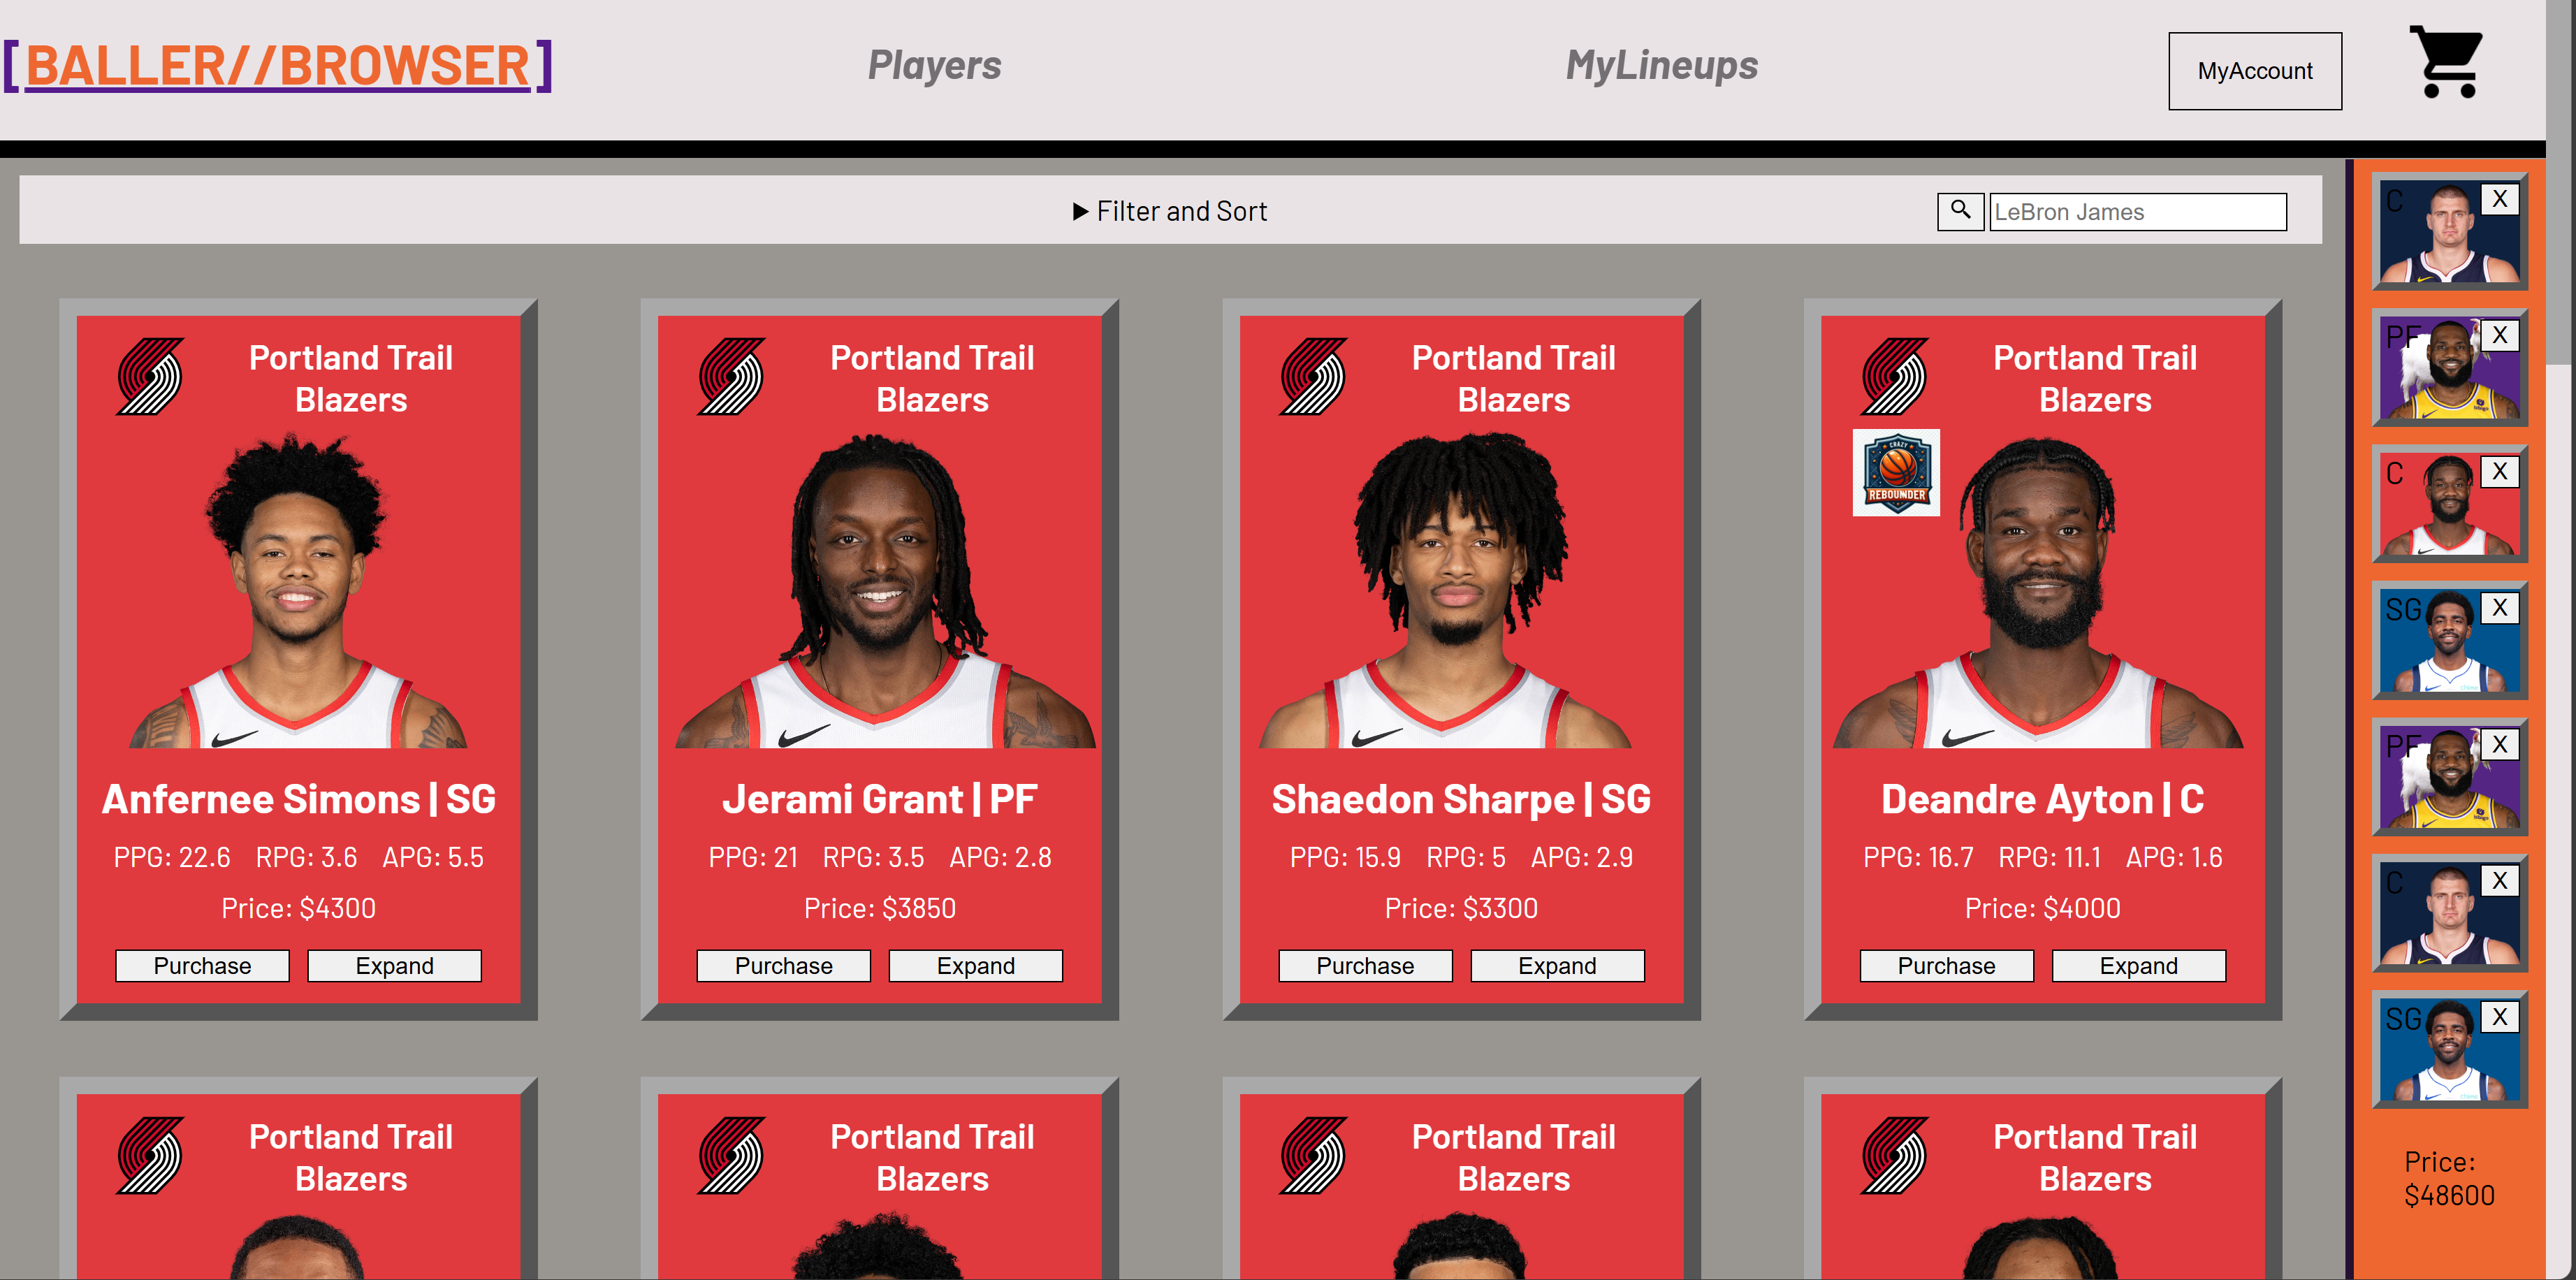 [BALLER//BROWSER]
Players
MyLineups
MyAccount
Filter and Sort
LeBron James
Portland Trail
Blazers
Anfernee Simons | SG
PPG: 22.6 RPG: 3.6 APG: 5.5
Price: $4300
Purchase Expand
Portland Trail
Blazers
Jerami Grant | PF
PPG: 21 RPG: 3.5 APG: 2.8
Price: $3850
Purchase Expand
Portland Trail
Blazers
Shaedon Sharpe | SG
PPG: 15.9 RPG: 5 APG: 2.9
Price: $3300
Purchase Expand
Portland Trail
Blazers
CRAZY
REBOUNDER
Deandre Ayton | C
PPG: 16.7 RPG: 11.1 APG: 1.6
Price: $4000
Purchase Expand
Portland Trail
Blazers
Portland Trail
Blazers
Portland Trail
Blazers
Portland Trail
Blazers
C X
PF X
C X
SG X
PF X
C X
SG X
Price:
$48600